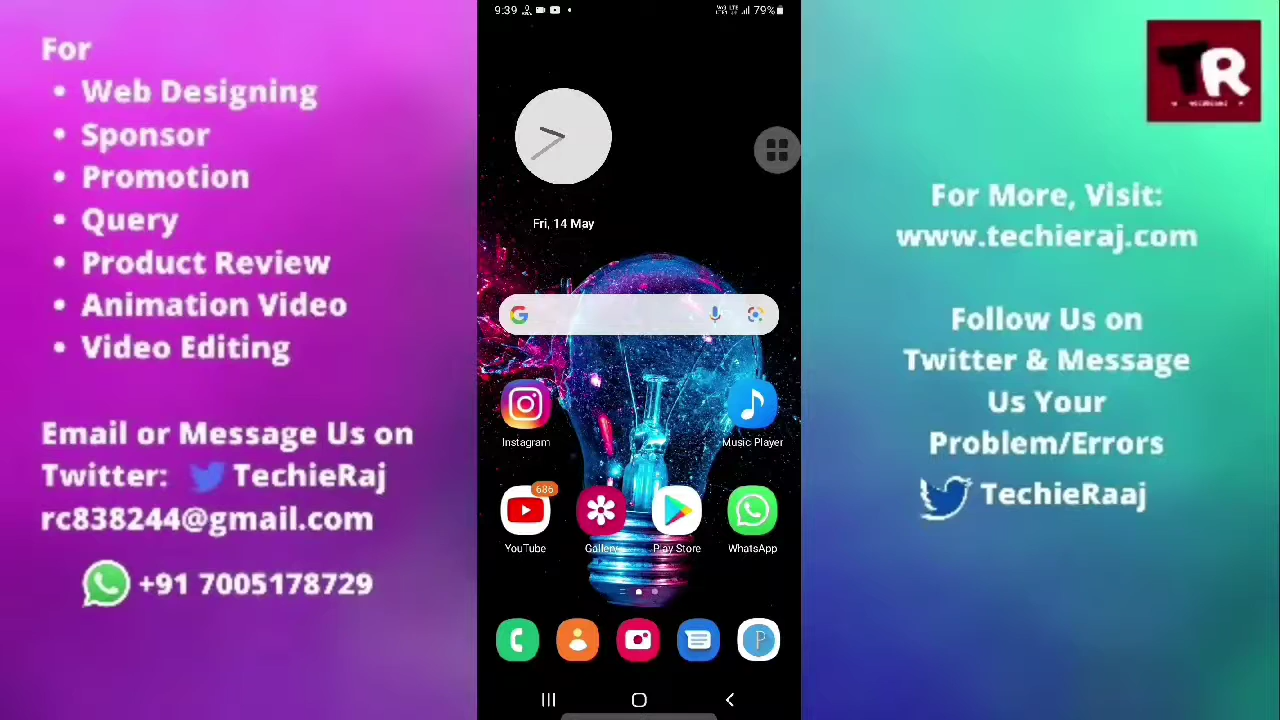 For
• Web Designing
• Sponsor
• Promotion
• Query
• Product Review
• Animation Video
• Video Editing
Email or Message Us on
Twitter: TechieRaj
rc838244@gmail.com
+91 7005178729
9:39
79%
Fri, 14 May
Instagram
Music Player
686
YouTube
Gallery
Play Store
WhatsApp
TR
For More, Visit:
www.techieraj.com
Follow Us on
Twitter & Message
Us Your
Problem/Errors
TechieRaaj